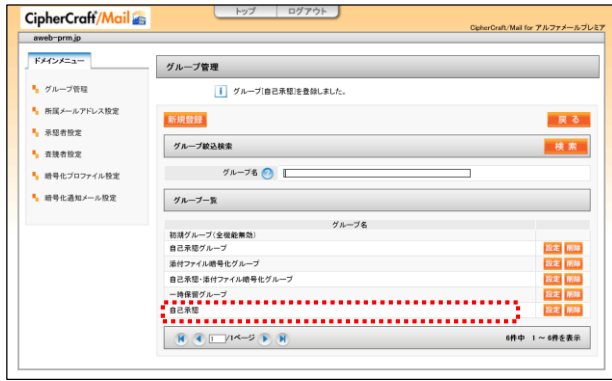 CipherCraft/Mail
トップ ログアウト
CipherCraft/Mail for アルファメールプレミア
aweb-prm.jp
ドメインメニュー
グループ管理
所属メールアドレス設定
承認者設定
査閲者設定
暗号化プロファイル設定
暗号化通知メール設定
グループ管理
i グループ[自己承認]を登録しました。
新規登録 戻る
グループ絞込検索 検索
グループ名
グループ一覧
グループ名
初期グループ(全機能無効)
自己承認グループ 設定 削除
添付ファイル暗号化グループ 設定 削除
自己承認・添付ファイル暗号化グループ 設定 削除
一時保留グループ 設定 削除
自己承認 設定 削除
1/1ページ
6件中 1 ~ 6件を表示